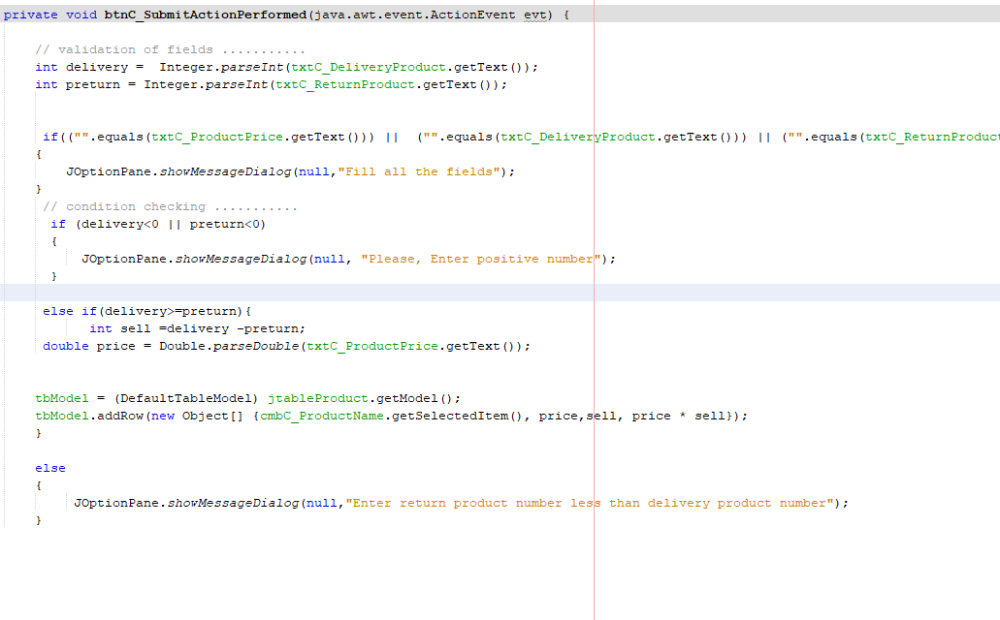 private void btnC_SubmitActionPerformed(java.awt.event.ActionEvent evt) {
// validation of fields ...........
int delivery =  Integer.parseInt(txtC_DeliveryProduct.getText());
int preturn = Integer.parseInt(txtC_ReturnProduct.getText());
if(("".equals(txtC_ProductPrice.getText())) ||  ("".equals(txtC_DeliveryProduct.getText())) || ("".equals(txtC_ReturnProduct
{
JOptionPane.showMessageDialog(null,"Fill all the fields");
}
// condition checking ...........
if (delivery<0 || preturn<0)
{
JOptionPane.showMessageDialog(null, "Please, Enter positive number");
}
else if(delivery>=preturn){
int sell =delivery -preturn;
double price = Double.parseDouble(txtC_ProductPrice.getText());
tbModel = (DefaultTableModel) jtableProduct.getModel();
tbModel.addRow(new Object[] {cmbC_ProductName.getSelectedItem(), price,sell, price * sell});
}
else
{
JOptionPane.showMessageDialog(null,"Enter return product number less than delivery product number");
}